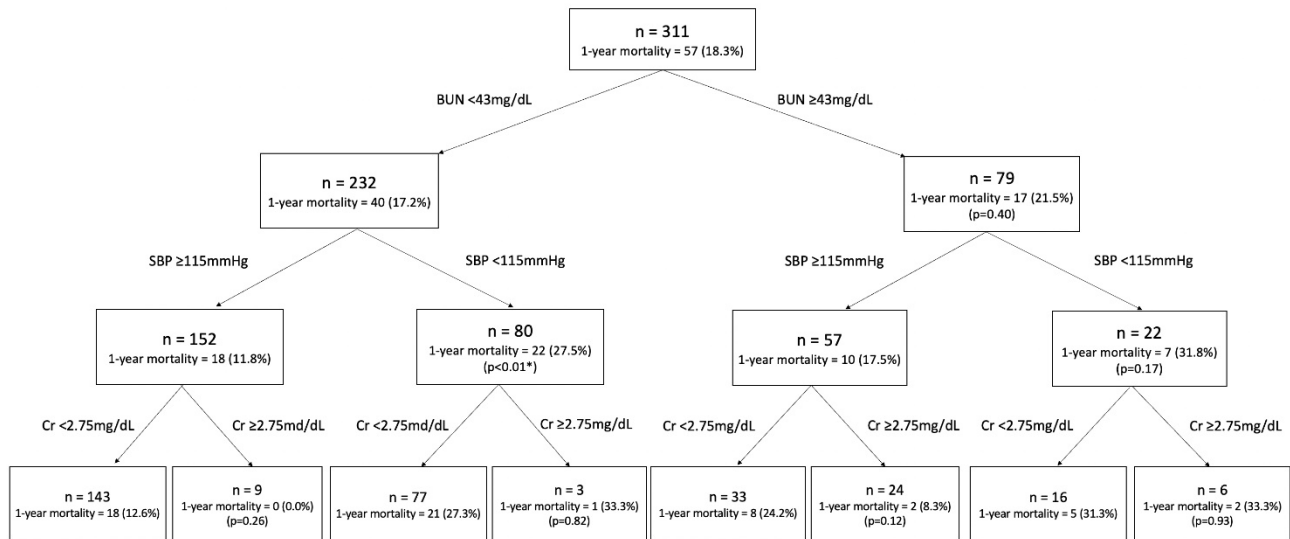 n = 311
1-year mortality = 57 (18.3%)
BUN <43mg/dL
BUN ≥43mg/dL
n = 232
1-year mortality = 40 (17.2%)
n = 79
1-year mortality = 17 (21.5%)
(p=0.40)
SBP ≥115mmHg
SBP <115mmHg
SBP ≥115mmHg
SBP <115mmHg
n = 152
1-year mortality = 18 (11.8%)
n = 80
1-year mortality = 22 (27.5%)
(p<0.01*)
n = 57
1-year mortality = 10 (17.5%)
n = 22
1-year mortality = 7 (31.8%)
(p=0.17)
Cr <2.75mg/dL
Cr ≥2.75md/dL
Cr <2.75md/dL
Cr ≥2.75mg/dL
Cr <2.75mg/dL
Cr ≥2.75mg/dL
Cr <2.75mg/dL
Cr ≥2.75mg/dL
n = 143
1-year mortality = 18 (12.6%)
n = 9
1-year mortality = 0 (0.0%)
(p=0.26)
n = 77
1-year mortality = 21 (27.3%)
n = 3
1-year mortality = 1 (33.3%)
(p=0.82)
n = 33
1-year mortality = 8 (24.2%)
n = 24
1-year mortality = 2 (8.3%)
(p=0.12)
n = 16
1-year mortality = 5 (31.3%)
n = 6
1-year mortality = 2 (33.3%)
(p=0.93)